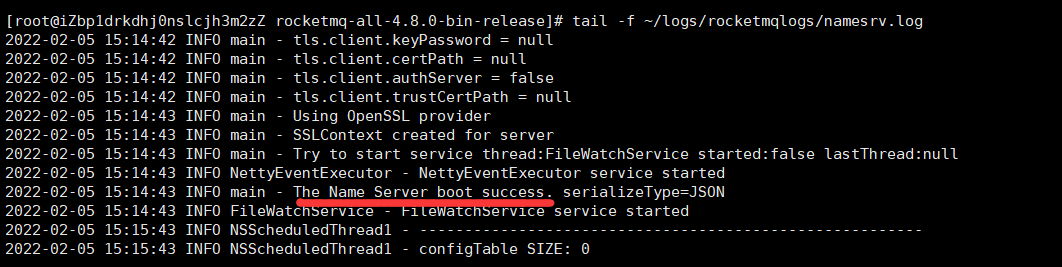 [root@iZbp1drkdhj0nslcjh3m2zZ rocketmq-all-4.8.0-bin-release]# tail -f ~/logs/rocketmqlogs/namesrv.log
2022-02-05 15:14:42 INFO main - tls.client.keyPassword = null
2022-02-05 15:14:42 INFO main - tls.client.certPath = null
2022-02-05 15:14:42 INFO main - tls.client.authServer = false
2022-02-05 15:14:42 INFO main - tls.client.trustCertPath = null
2022-02-05 15:14:43 INFO main - Using OpenSSL provider
2022-02-05 15:14:43 INFO main - SSLContext created for server
2022-02-05 15:14:43 INFO main - Try to start service thread:FileWatchService started:false lastThread:null
2022-02-05 15:14:43 INFO NettyEventExecutor - NettyEventExecutor service started
2022-02-05 15:14:43 INFO main - The Name Server boot success. serializeType=JSON
2022-02-05 15:14:43 INFO FileWatchService - FileWatchService service started
2022-02-05 15:15:43 INFO NSScheduledThread1 - --------------------------------------------------------
2022-02-05 15:15:43 INFO NSScheduledThread1 - configTable SIZE: 0